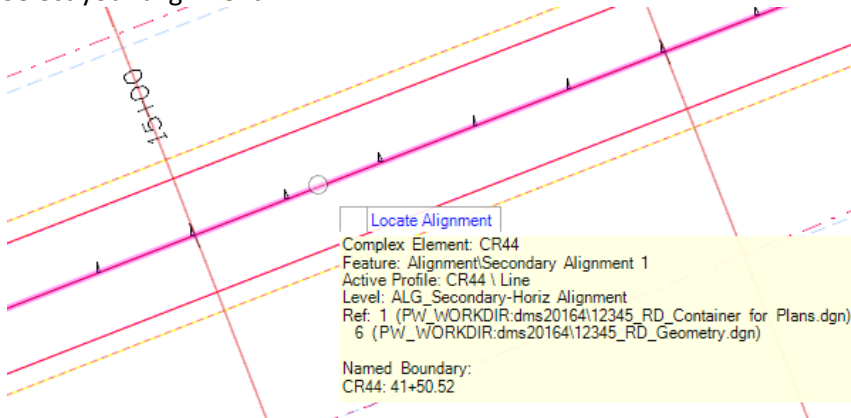 151+00
Locate Alignment
Complex Element: CR44
Feature: Alignment\Secondary Alignment 1
Active Profile: CR44 \ Line
Level: ALG_Secondary-Horiz Alignment
Ref: 1 (PW_WORKDIR:dms20164\12345_RD_Container for Plans.dgn)
6 (PW_WORKDIR:dms20164\12345_RD_Geometry.dgn)
Named Boundary:
CR44: 41+50.52